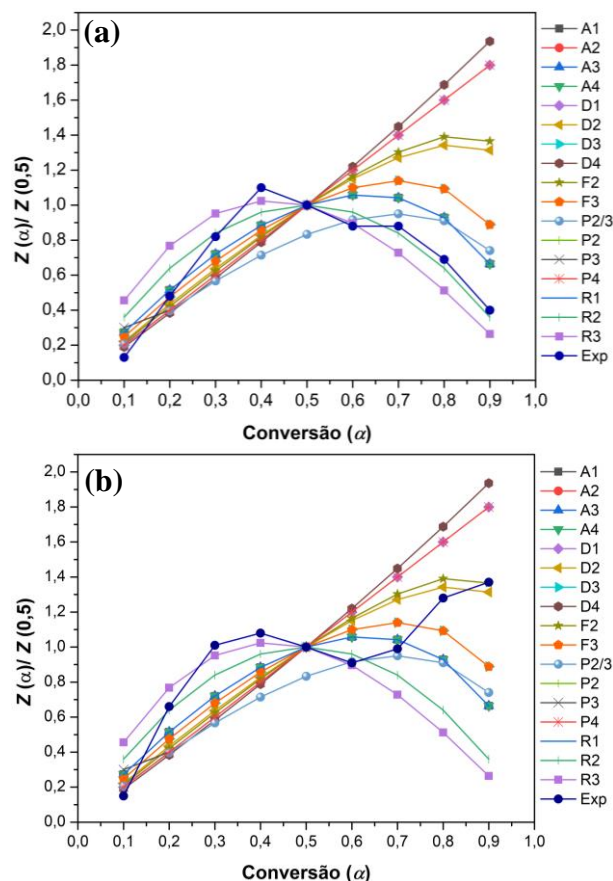 (a)
Z (α)/ Z (0,5)
2,0
1,8
1,6
1,4
1,2
1,0
0,8
0,6
0,4
0,2
0,0
0,0 0,1 0,2 0,3 0,4 0,5 0,6 0,7 0,8 0,9 1,0
Conversão (α)
A1
A2
A3
A4
D1
D2
D3
D4
F2
F3
P2/3
P2
P3
P4
R1
R2
R3
Exp
(b)
Z (α)/ Z (0,5)
2,0
1,8
1,6
1,4
1,2
1,0
0,8
0,6
0,4
0,2
0,0
0,0 0,1 0,2 0,3 0,4 0,5 0,6 0,7 0,8 0,9 1,0
Conversão (α)
A1
A2
A3
A4
D1
D2
D3
D4
F2
F3
P2/3
P2
P3
P4
R1
R2
R3
Exp